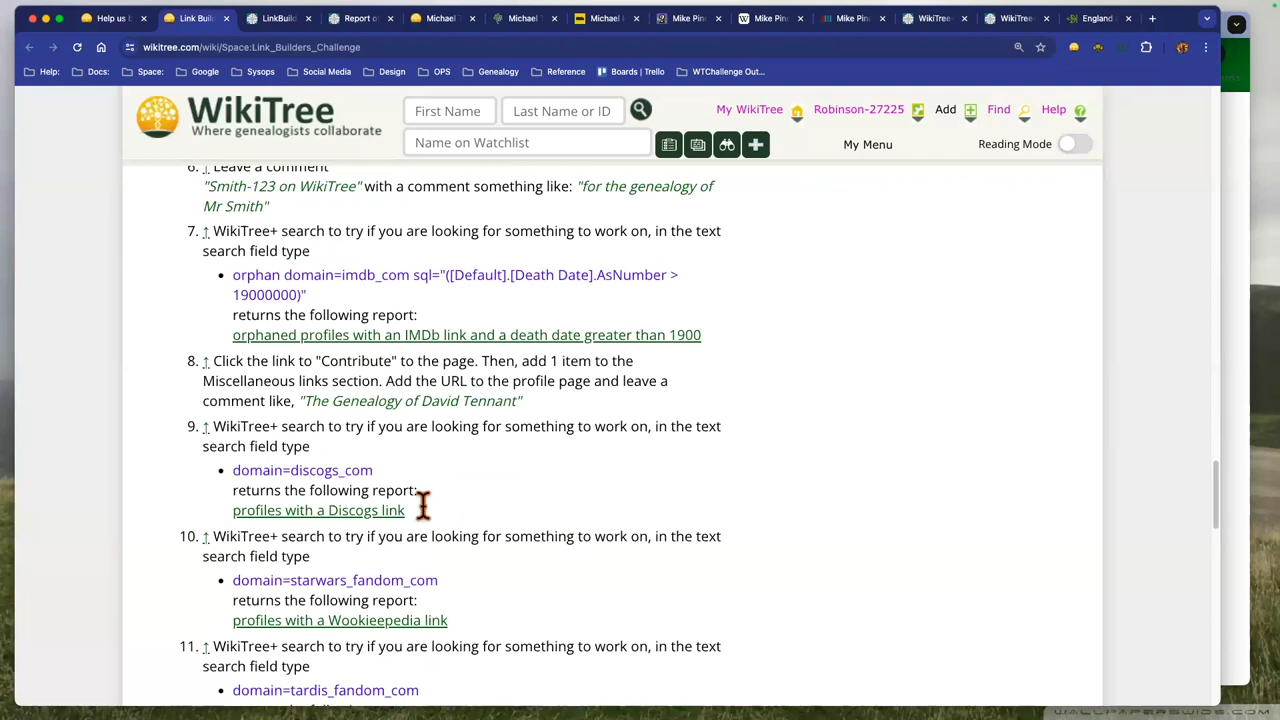 Help us b
Link Buil
LinkBuild
Report of
Michael T
Michael T
Michael K
Mike Pin
Mike Pin
Mike Pin
WikiTree
WikiTree
England
wikitree.com/wiki/Space:Link_Builders_Challenge
Help: Docs: Space: Google Sysops Social Media Design OPS Genealogy Reference Boards | Trello WTChallenge Out...
WikiTree
Where genealogists collaborate
First Name Last Name or ID
Name on Watchlist
My WikiTree Robinson-27225 Add Find Help
My Menu Reading Mode
6. ↑ Leave a comment
"Smith-123 on WikiTree" with a comment something like: "for the genealogy of
Mr Smith"
7. ↑ WikiTree+ search to try if you are looking for something to work on, in the text
search field type
• orphan domain=imdb_com sql="([Default].[Death Date].AsNumber >
19000000)"
returns the following report:
orphaned profiles with an IMDb link and a death date greater than 1900
8. ↑ Click the link to "Contribute" to the page. Then, add 1 item to the
Miscellaneous links section. Add the URL to the profile page and leave a
comment like, "The Genealogy of David Tennant"
9. ↑ WikiTree+ search to try if you are looking for something to work on, in the text
search field type
• domain=discogs_com
returns the following report:
profiles with a Discogs link
10. ↑ WikiTree+ search to try if you are looking for something to work on, in the text
search field type
• domain=starwars_fandom_com
returns the following report:
profiles with a Wookieepedia link
11. ↑ WikiTree+ search to try if you are looking for something to work on, in the text
search field type
• domain=tardis_fandom_com
WALLPAPERSWIDE.COM